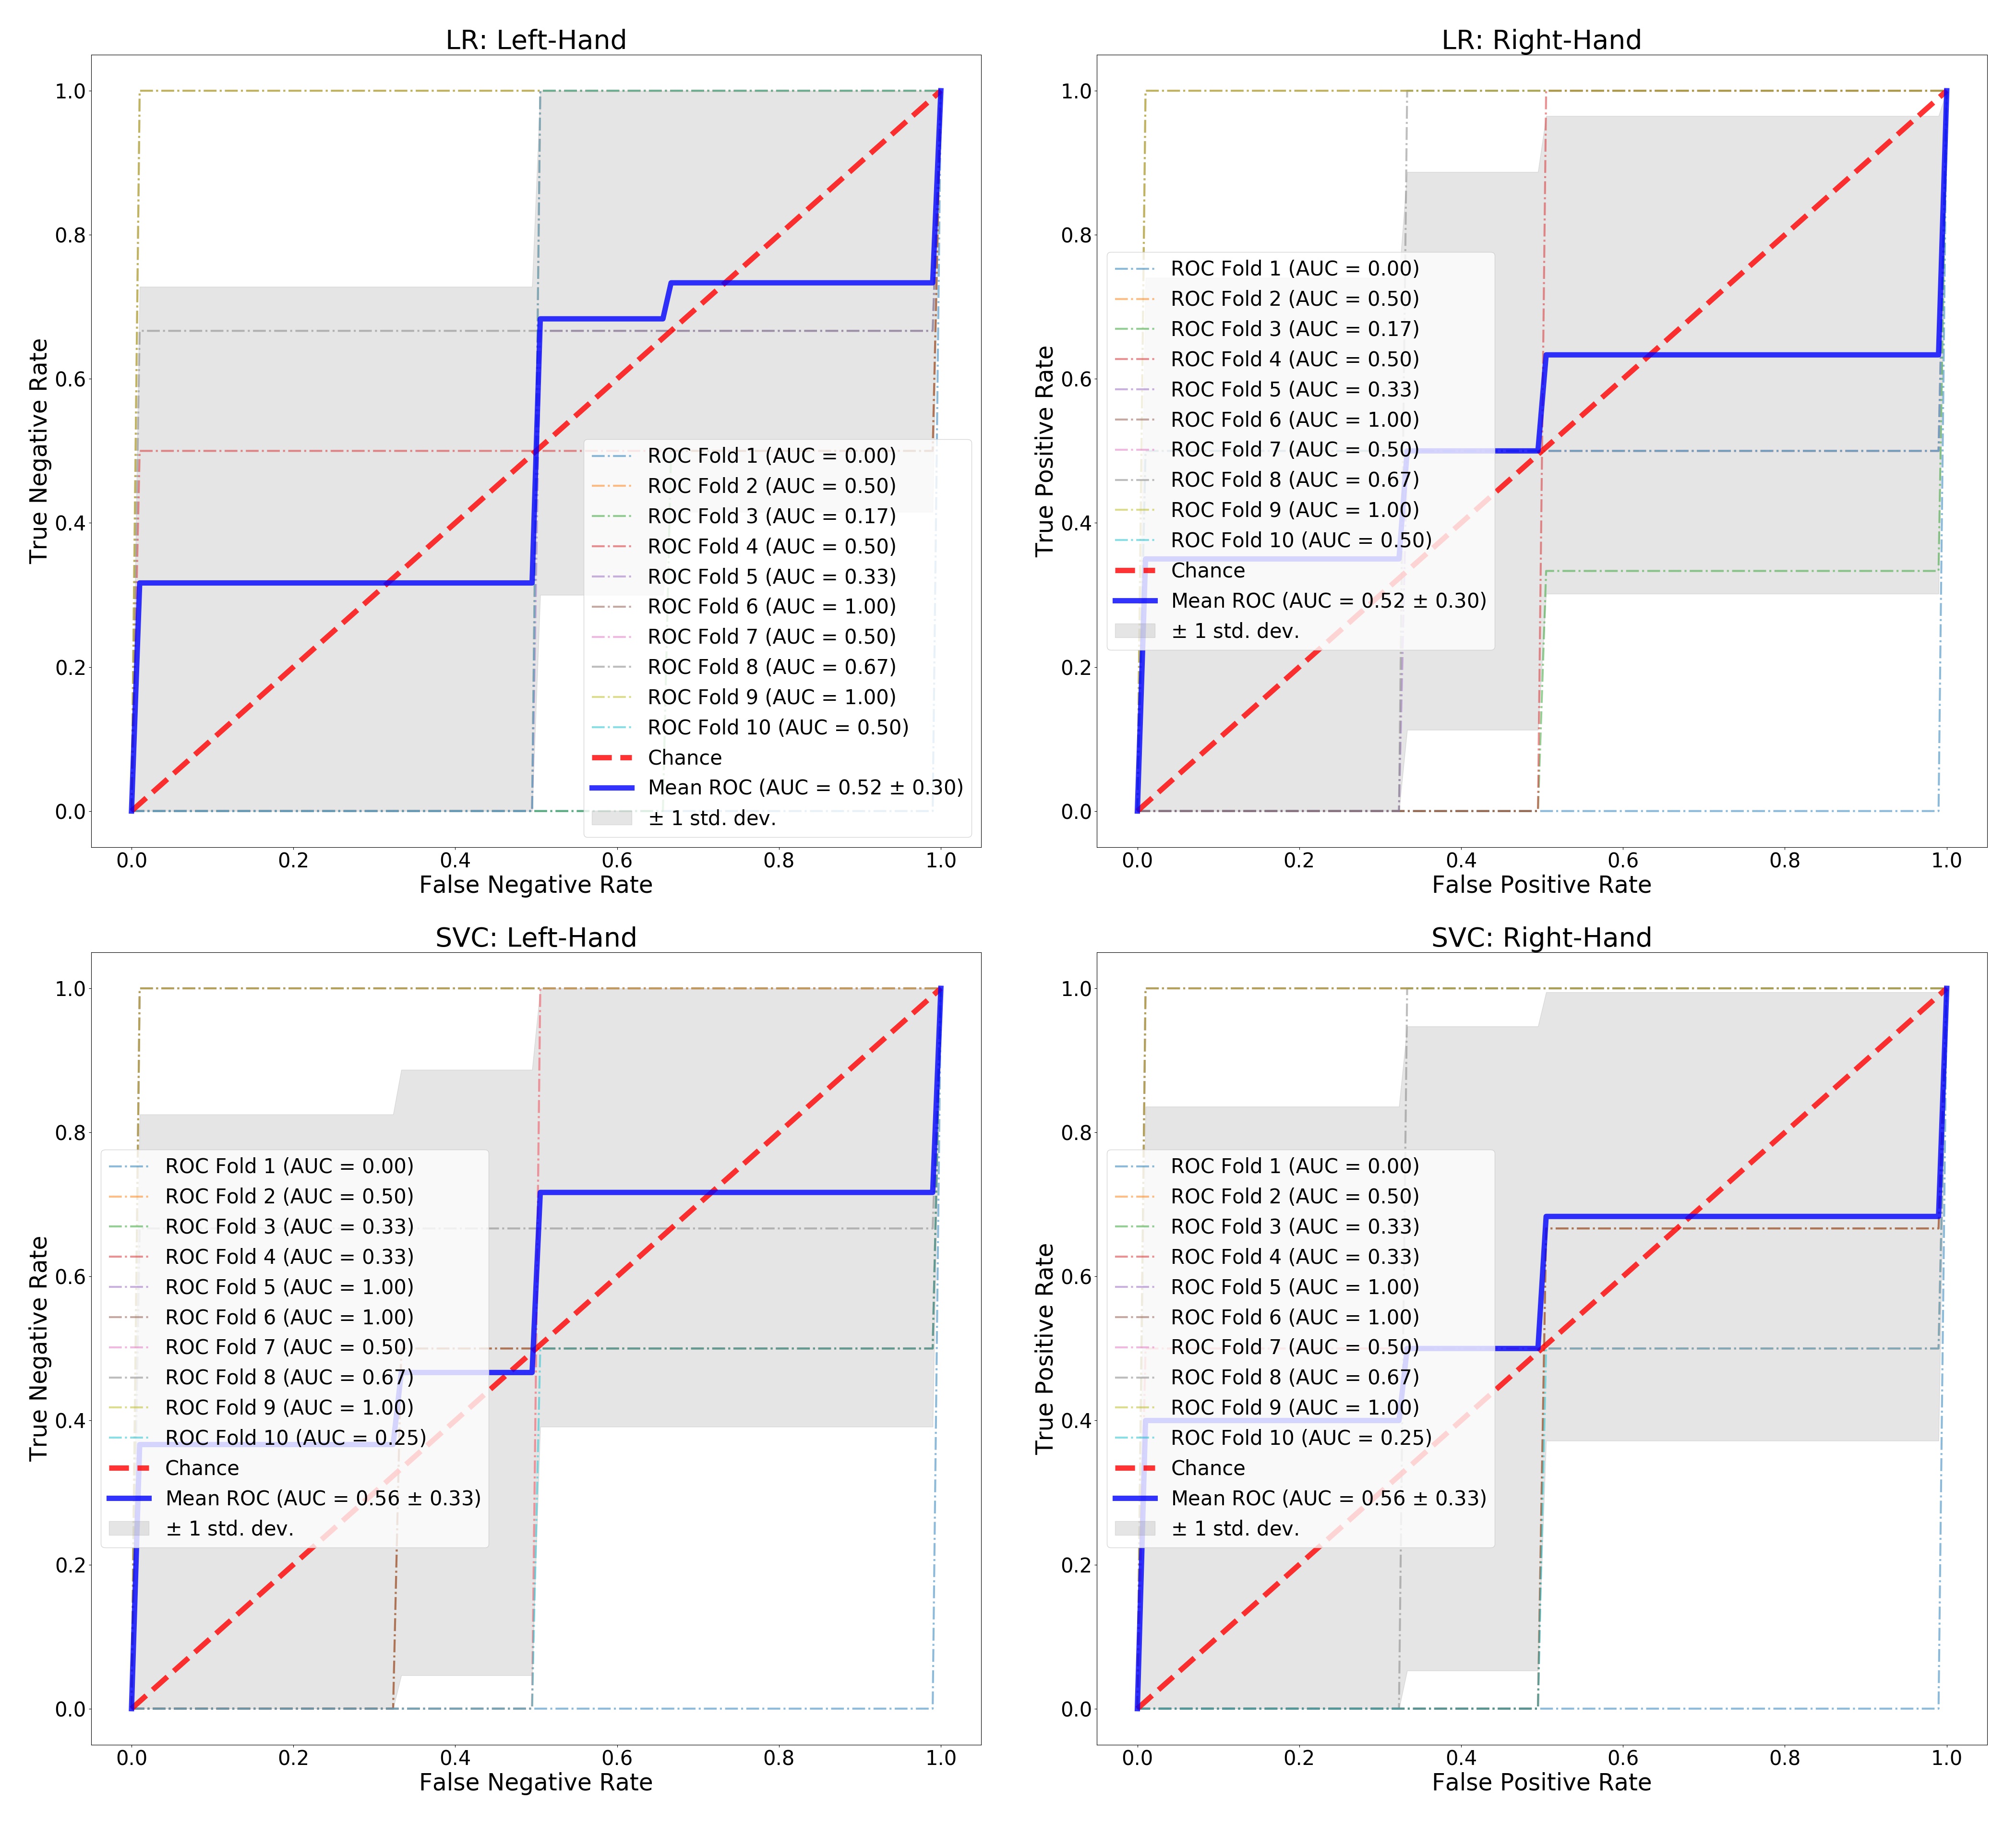 LR: Left-Hand
1.0
0.8
0.6
0.4
0.2
0.0
True Negative Rate
ROC Fold 1 (AUC = 0.00)
ROC Fold 2 (AUC = 0.50)
ROC Fold 3 (AUC = 0.17)
ROC Fold 4 (AUC = 0.50)
ROC Fold 5 (AUC = 0.33)
ROC Fold 6 (AUC = 1.00)
ROC Fold 7 (AUC = 0.50)
ROC Fold 8 (AUC = 0.67)
ROC Fold 9 (AUC = 1.00)
ROC Fold 10 (AUC = 0.50)
Chance
Mean ROC (AUC = 0.52 ± 0.30)
± 1 std. dev.
0.0 0.2 0.4 0.6 0.8 1.0
False Negative Rate
LR: Right-Hand
1.0
0.8
0.6
0.4
0.2
0.0
True Positive Rate
ROC Fold 1 (AUC = 0.00)
ROC Fold 2 (AUC = 0.50)
ROC Fold 3 (AUC = 0.17)
ROC Fold 4 (AUC = 0.50)
ROC Fold 5 (AUC = 0.33)
ROC Fold 6 (AUC = 1.00)
ROC Fold 7 (AUC = 0.50)
ROC Fold 8 (AUC = 0.67)
ROC Fold 9 (AUC = 1.00)
ROC Fold 10 (AUC = 0.50)
Chance
Mean ROC (AUC = 0.52 ± 0.30)
± 1 std. dev.
0.0 0.2 0.4 0.6 0.8 1.0
False Positive Rate
SVC: Left-Hand
1.0
0.8
0.6
0.4
0.2
0.0
True Negative Rate
ROC Fold 1 (AUC = 0.00)
ROC Fold 2 (AUC = 0.50)
ROC Fold 3 (AUC = 0.33)
ROC Fold 4 (AUC = 0.33)
ROC Fold 5 (AUC = 1.00)
ROC Fold 6 (AUC = 1.00)
ROC Fold 7 (AUC = 0.50)
ROC Fold 8 (AUC = 0.67)
ROC Fold 9 (AUC = 1.00)
ROC Fold 10 (AUC = 0.25)
Chance
Mean ROC (AUC = 0.56 ± 0.33)
± 1 std. dev.
0.0 0.2 0.4 0.6 0.8 1.0
False Negative Rate
SVC: Right-Hand
1.0
0.8
0.6
0.4
0.2
0.0
True Positive Rate
ROC Fold 1 (AUC = 0.00)
ROC Fold 2 (AUC = 0.50)
ROC Fold 3 (AUC = 0.33)
ROC Fold 4 (AUC = 0.33)
ROC Fold 5 (AUC = 1.00)
ROC Fold 6 (AUC = 1.00)
ROC Fold 7 (AUC = 0.50)
ROC Fold 8 (AUC = 0.67)
ROC Fold 9 (AUC = 1.00)
ROC Fold 10 (AUC = 0.25)
Chance
Mean ROC (AUC = 0.56 ± 0.33)
± 1 std. dev.
0.0 0.2 0.4 0.6 0.8 1.0
False Positive Rate